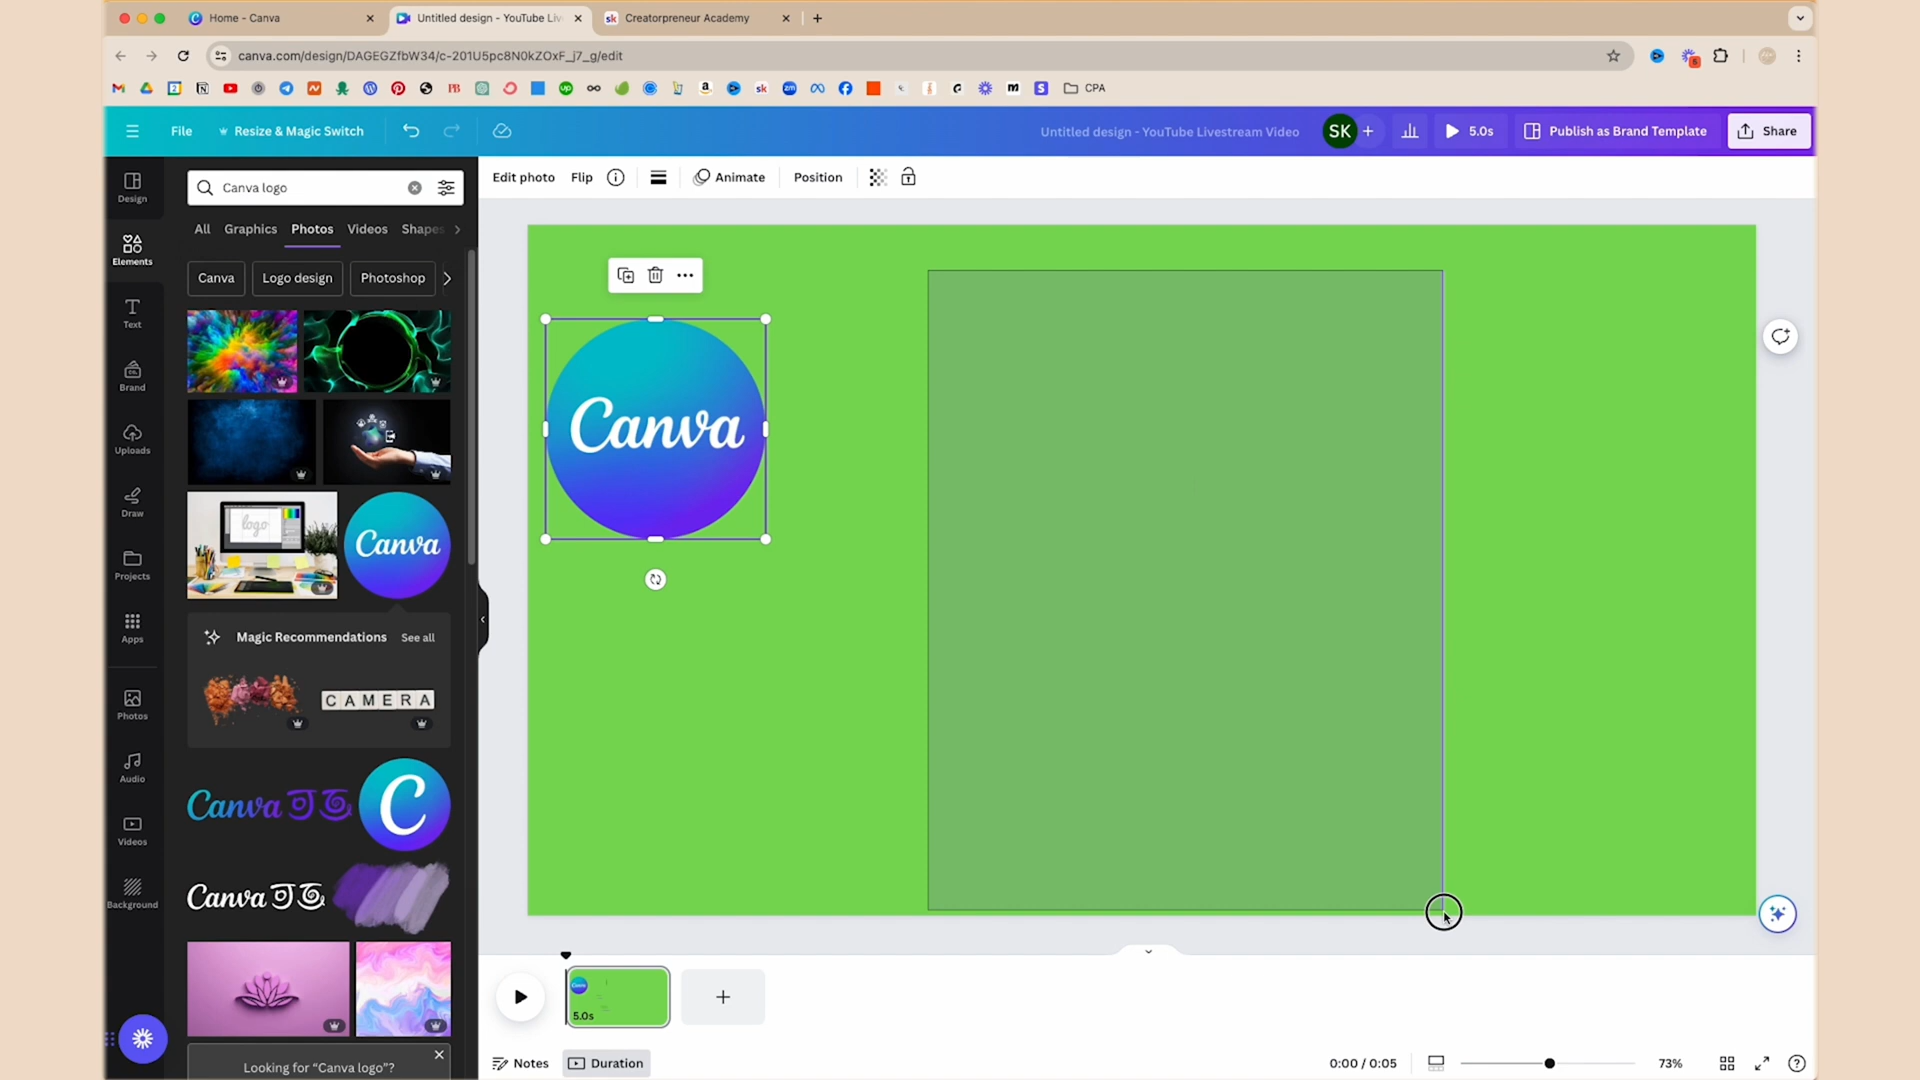 Home - Canva
Untitled design - YouTube Liv
sk Creatorpreneur Academy
canva.com/design/DAGEGZfbW34/c-201U5pc8N0kZOxF_j7_g/edit
CPA
File
Resize & Magic Switch
Untitled design - YouTube Livestream Video
SK
5.0s
Publish as Brand Template
Share
Design
Elements
Text
Brand
Uploads
Draw
Projects
Apps
Photos
Audio
Videos
Background
Canva logo
All Graphics Photos Videos Shapes
Canva
Logo design
Photoshop
logo
Canva
Magic Recommendations
See all
CAMERA
Canva
C
Canva
Looking for “Canva logo”?
Edit photo
Flip
Animate
Position
Canva
5.0s
Notes
Duration
0:00 / 0:05
73%